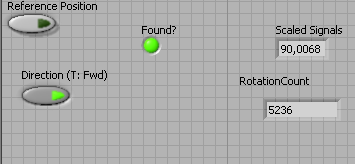 Reference Position
Found?
Scaled Signals
90,0068
Direction (T: Fwd)
RotationCount
5236